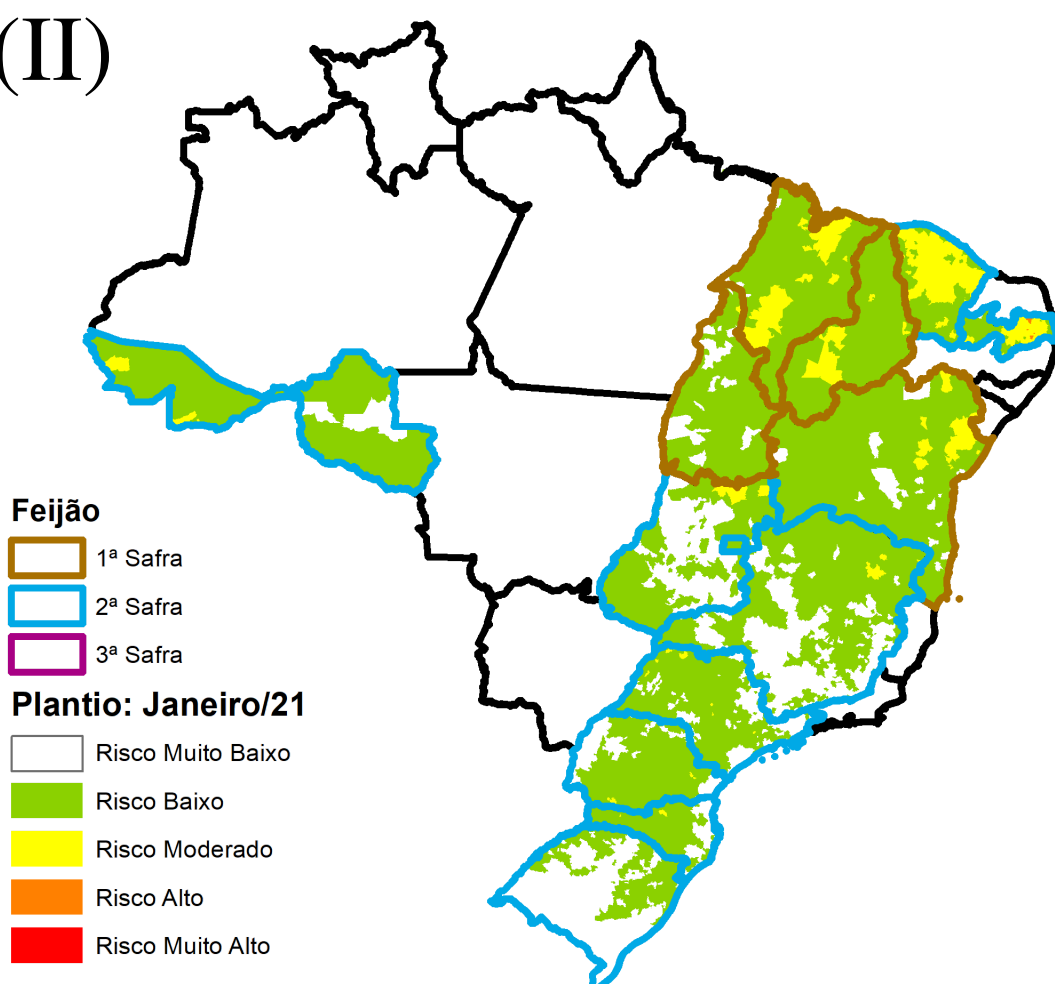 (II)
Feijão
1ª Safra
2ª Safra
3ª Safra
Plantio: Janeiro/21
Risco Muito Baixo
Risco Baixo
Risco Moderado
Risco Alto
Risco Muito Alto